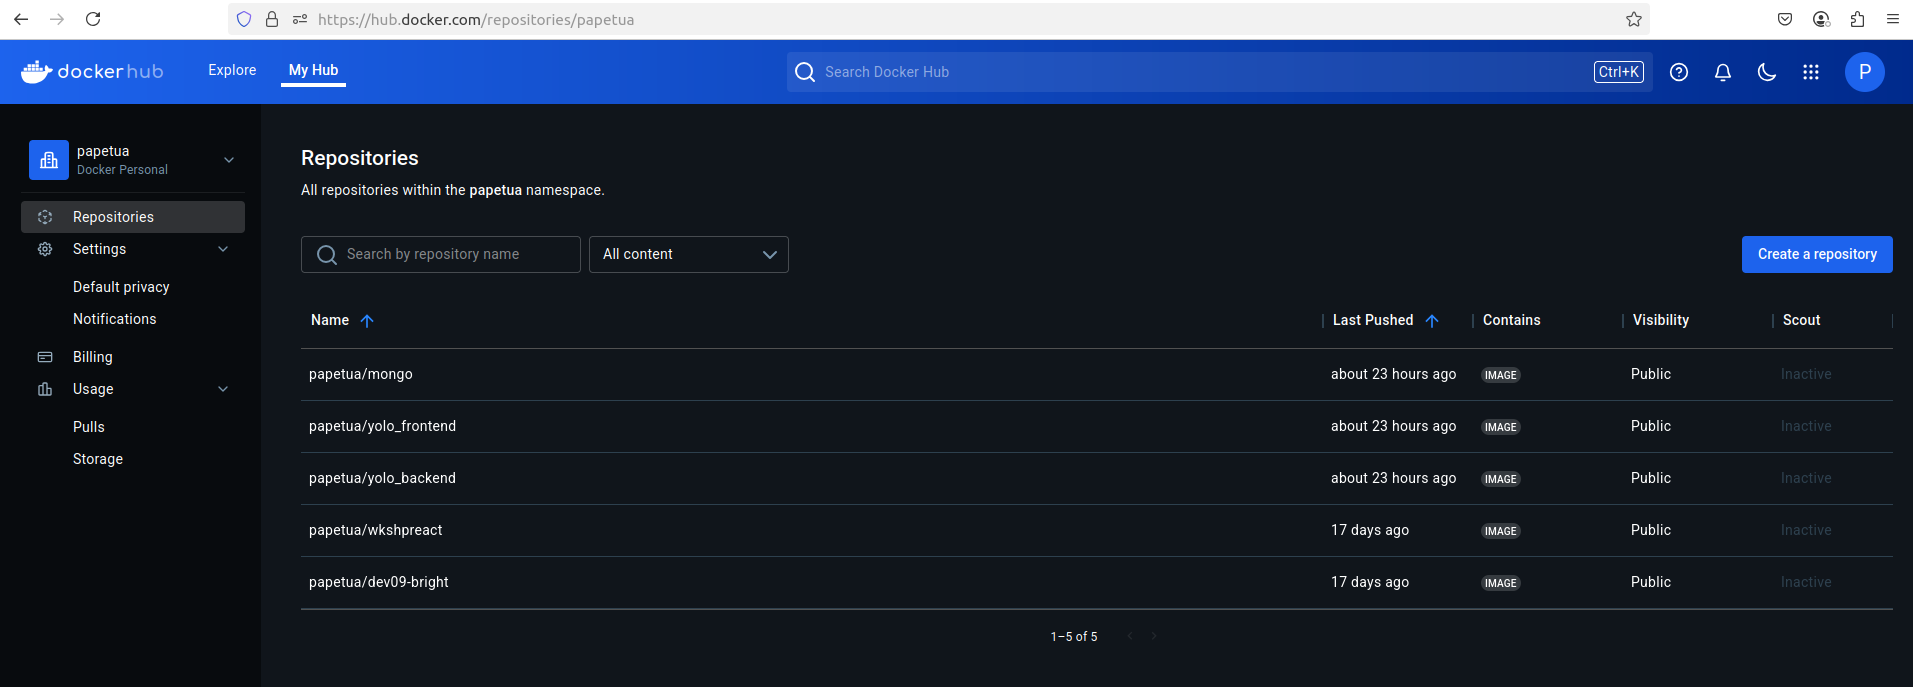 https://hub.docker.com/repositories/papetua
dockerhub
Explore
My Hub
Search Docker Hub
Ctrl+K
P
papetua
Docker Personal
Repositories
Settings
Default privacy
Notifications
Billing
Usage
Pulls
Storage
Repositories
All repositories within the papetua namespace.
Search by repository name
All content
Create a repository
Name Last Pushed Contains Visibility Scout
papetua/mongo about 23 hours ago IMAGE Public Inactive
papetua/yolo_frontend about 23 hours ago IMAGE Public Inactive
papetua/yolo_backend about 23 hours ago IMAGE Public Inactive
papetua/wkshpreact 17 days ago IMAGE Public Inactive
papetua/dev09-bright 17 days ago IMAGE Public Inactive
1–5 of 5